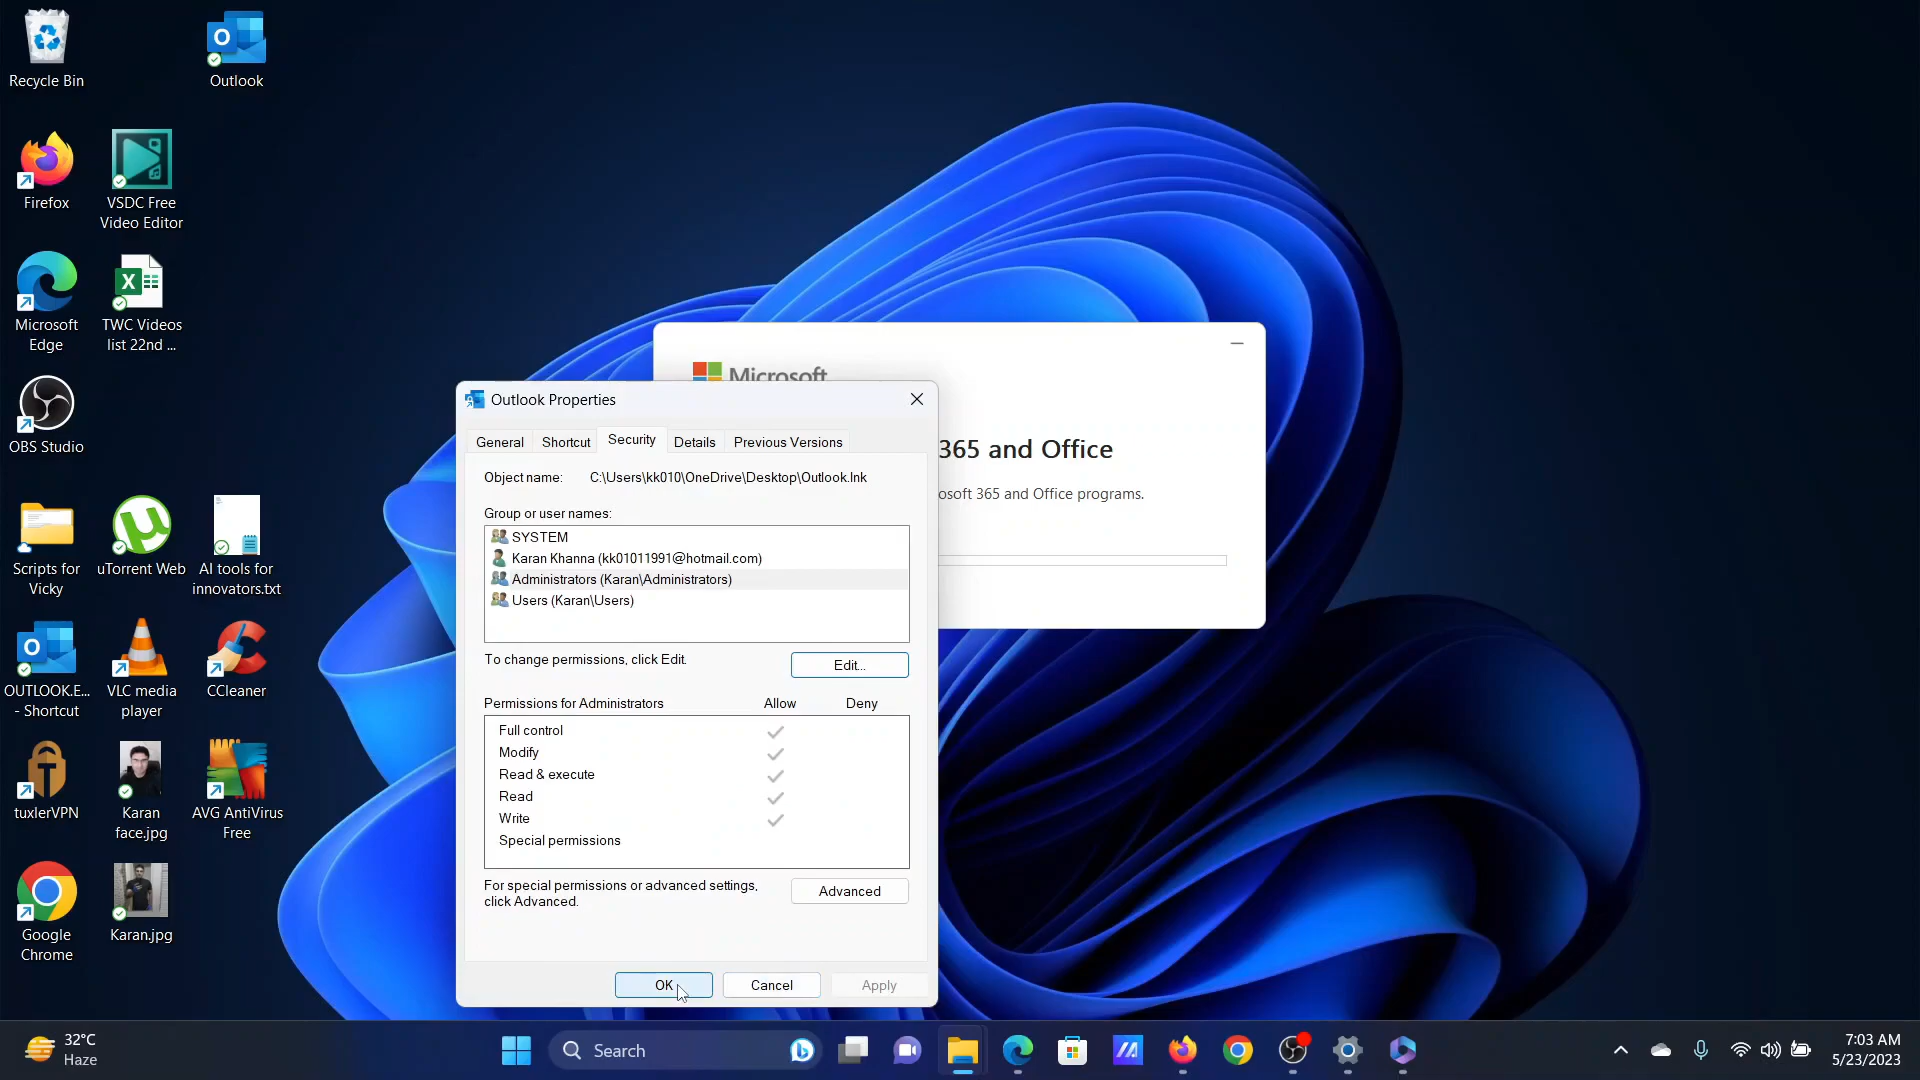 Recycle Bin
Outlook
Firefox
VSDC Free
Video Editor
Microsoft
Edge
TWC Videos
list 22nd ...
OBS Studio
Scripts for
Vicky
uTorrent Web
AI tools for
innovators.txt
OUTLOOK.E...
- Shortcut
VLC media
player
CCleaner
tuxlerVPN
Karan
face.jpg
AVG AntiVirus
Free
Google
Chrome
Karan.jpg
Microsoft
365 and Office
osoft 365 and Office programs.
Outlook Properties
General
Shortcut
Security
Details
Previous Versions
Object name: C:\Users\kk010\OneDrive\Desktop\Outlook.lnk
Group or user names:
SYSTEM
Karan Khanna (kk01011991@hotmail.com)
Administrators (Karan\Administrators)
Users (Karan\Users)
To change permissions, click Edit.
Edit...
Permissions for Administrators Allow Deny
Full control
Modify
Read & execute
Read
Write
Special permissions
For special permissions or advanced settings,
click Advanced.
Advanced
OK
Cancel
Apply
32°C
Haze
Search
7:03 AM
5/23/2023